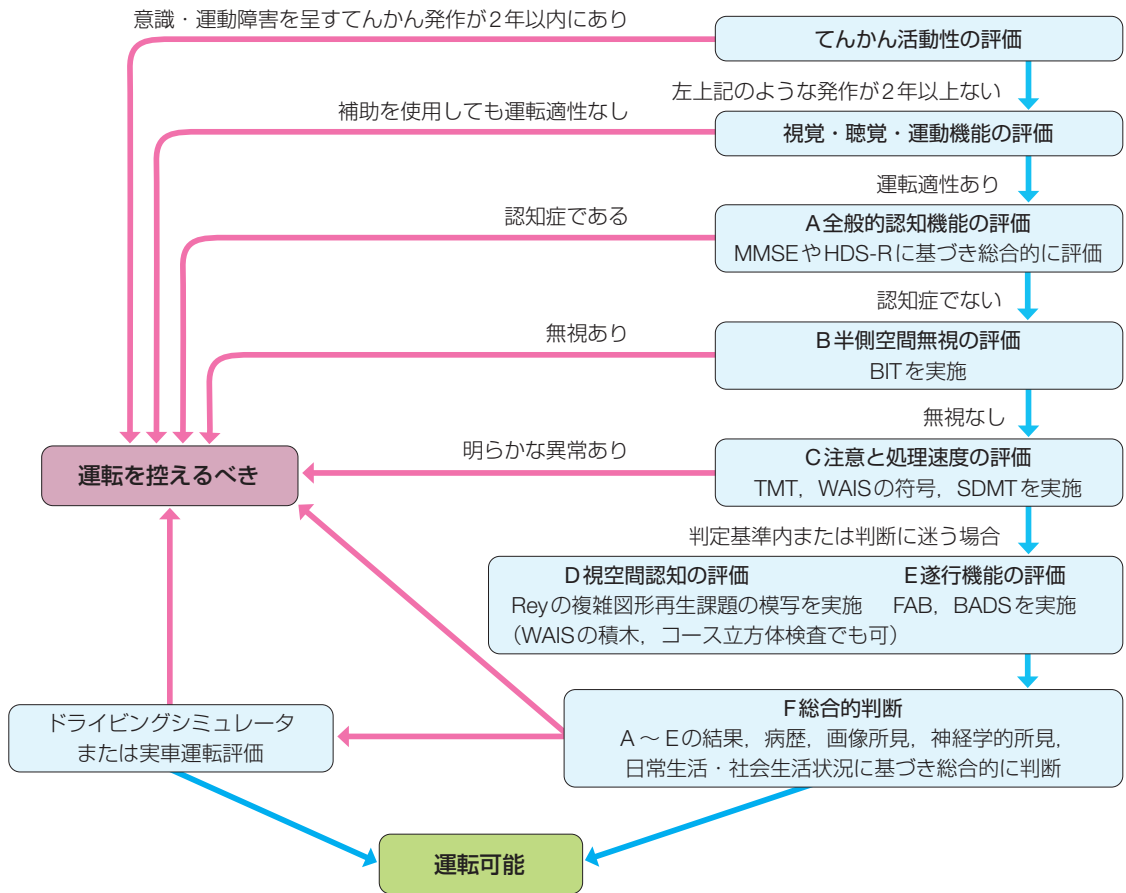 意識・運動障害を呈すてんかん発作が2年以内にあり
てんかん活動性の評価
左上記のような発作が2年以上ない
補助を使用しても運転適性なし
視覚・聴覚・運動機能の評価
運転適性あり
認知症である
A全般的認知機能の評価
MMSEやHDS-Rに基づき総合的に評価
認知症でない
無視あり
B半側空間無視の評価
BITを実施
無視なし
明らかな異常あり
C注意と処理速度の評価
TMT，WAISの符号，SDMTを実施
運転を控えるべき
判定基準内または判断に迷う場合
D視空間認知の評価
Reyの複雑図形再生課題の模写を実施
（WAISの積木，コース立方体検査でも可）
E遂行機能の評価
FAB，BADSを実施
F総合的判断
A～Eの結果，病歴，画像所見，神経学的所見，
日常生活・社会生活状況に基づき総合的に判断
ドライビングシミュレータ
または実車運転評価
運転可能